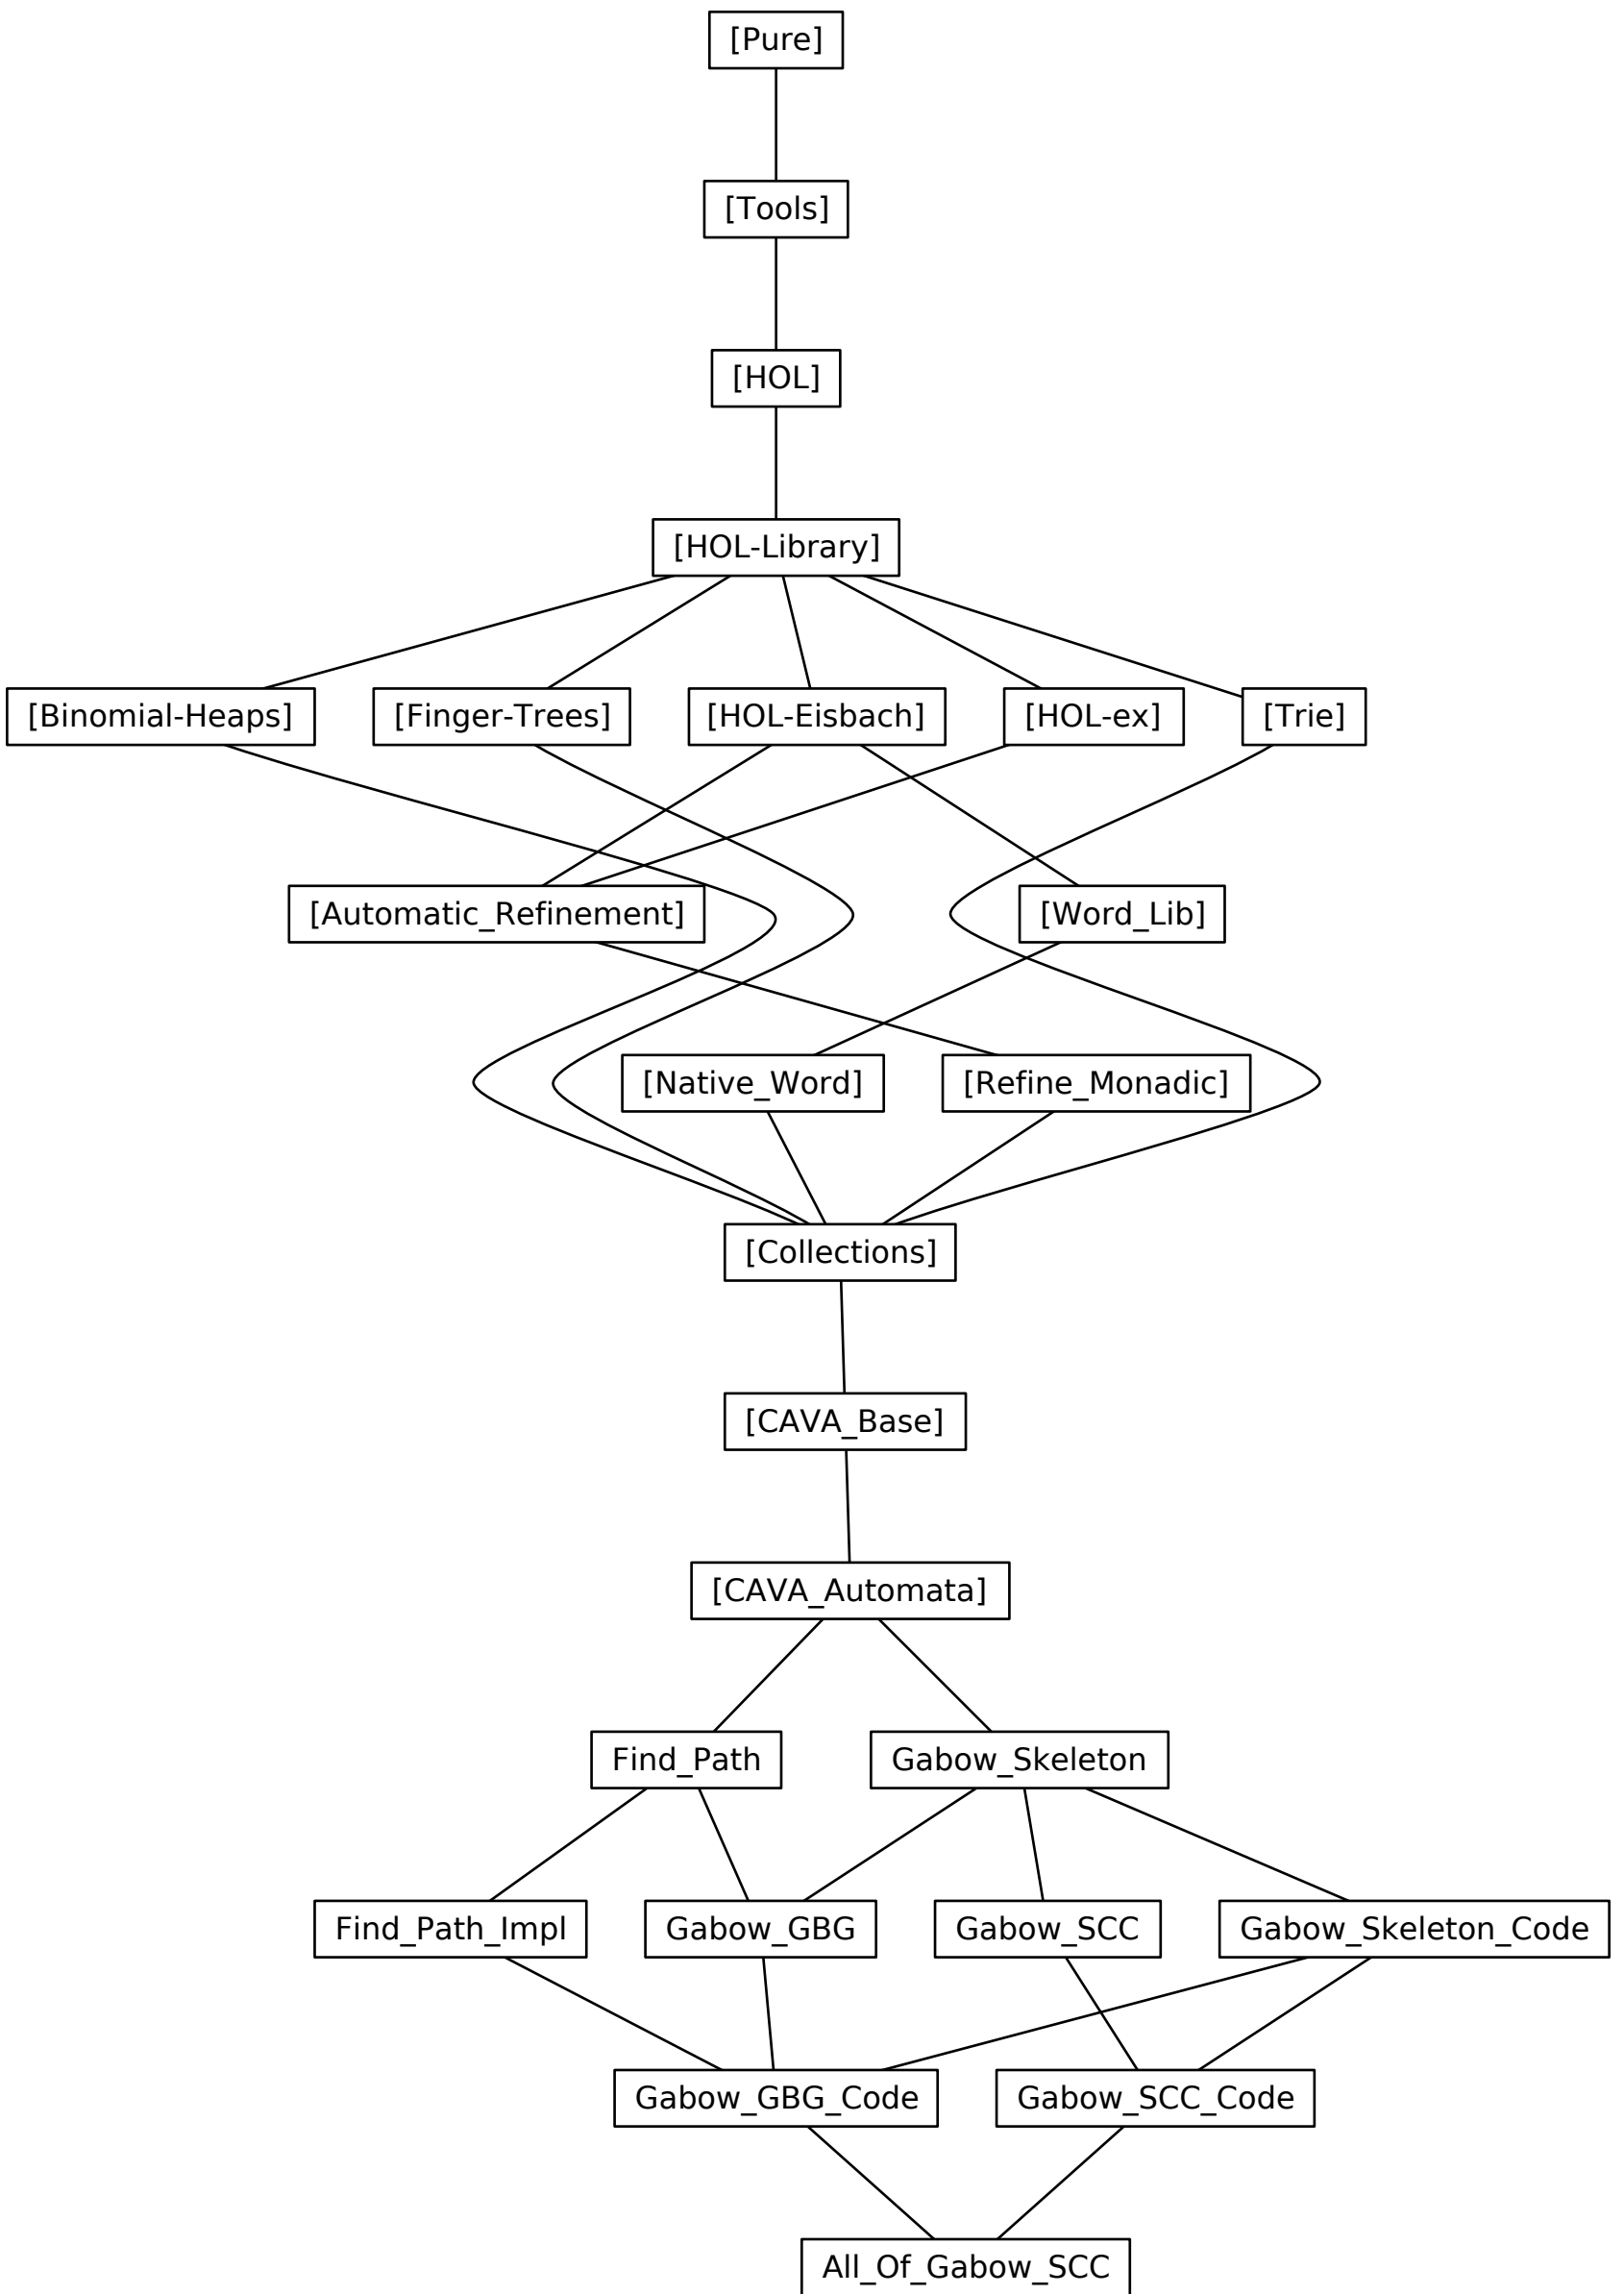 [Pure]
[Tools]
[HOL]
[HOL-Library]
[Binomial-Heaps]
[Finger-Trees]
[HOL-Eisbach]
[HOL-ex]
[Trie]
[Automatic_Refinement]
[Word_Lib]
[Native_Word]
[Refine_Monadic]
[Collections]
[CAVA_Base]
[CAVA_Automata]
Find_Path
Gabow_Skeleton
Find_Path_Impl
Gabow_GBG
Gabow_SCC
Gabow_Skeleton_Code
Gabow_GBG_Code
Gabow_SCC_Code
All_Of_Gabow_SCC